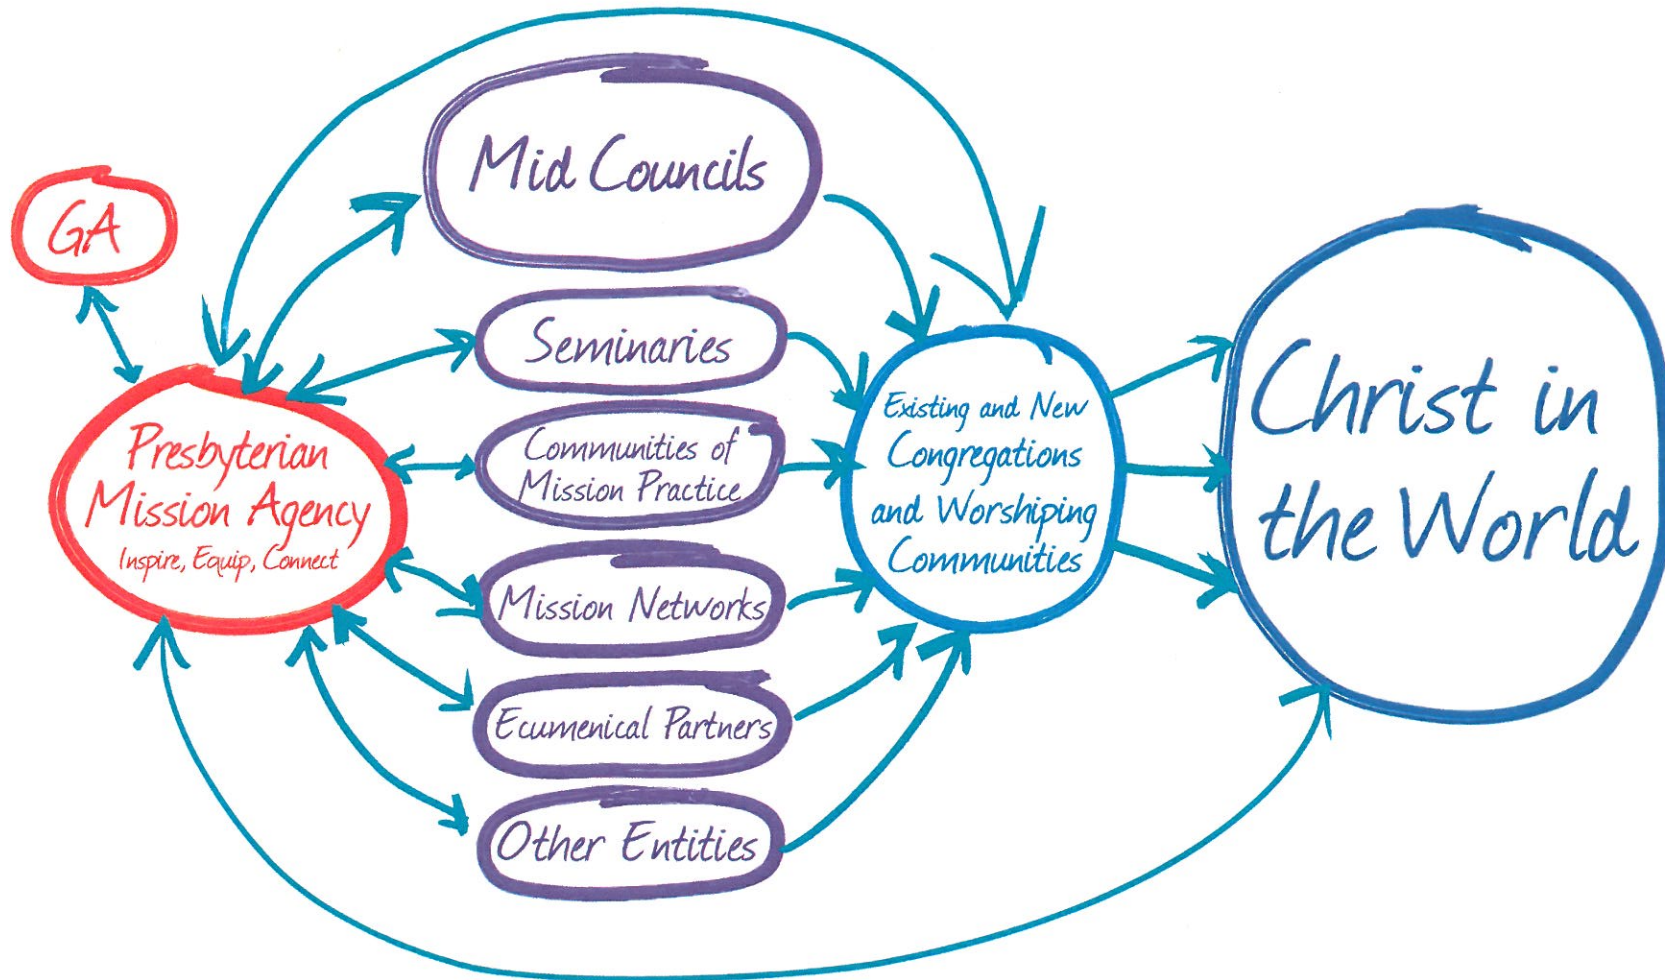 GA
Presbyterian
Mission Agency
Inspire, Equip, Connect
Mid Councils
Seminaries
Communities of
Mission Practice
Mission Networks
Ecumenical Partners
Other Entities
Existing and New
Congregations
and Worshiping
Communities
Christ in
the World